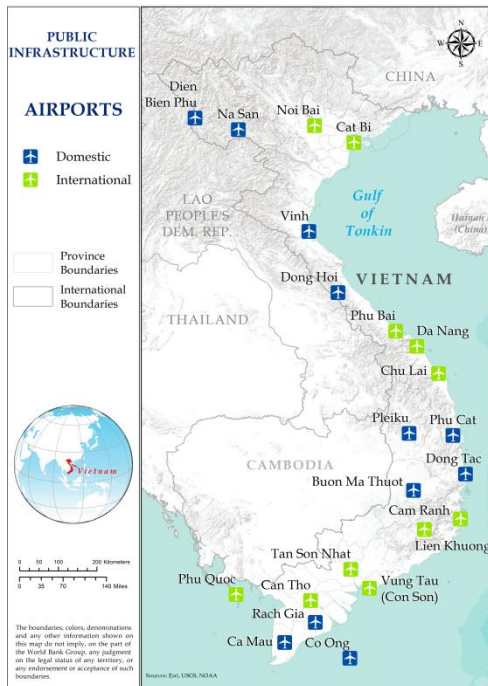 PUBLIC
INFRASTRUCTURE
AIRPORTS
Domestic
International
Province
Boundaries
International
Boundaries
Vietnam
0 50 100 200 Kilometers
0 35 70 140 Miles
The boundaries, colors, denominations
and any other information shown on
this map do not imply, on the part of
the World Bank Group, any judgment
on the legal status of any territory, or
any endorsement or acceptance of such
boundaries.
N
W E
S
CHINA
Dien
Bien Phu
Na San
Noi Bai
Cat Bi
LAO
PEOPLE'S
DEM. REP.
Gulf
of
Tonkin
Hainan
(China)
Vinh
Dong Hoi
VIETNAM
THAILAND
Phu Bai
Da Nang
Chu Lai
Pleiku
Phu Cat
CAMBODIA
Dong Tac
Buon Ma Thuot
Cam Ranh
Lien Khuong
Tan Son Nhat
Phu Quoc
Can Tho
Vung Tau
(Con Son)
Rach Gia
Ca Mau
Co Ong
Sources: Esri, USGS, NOAA